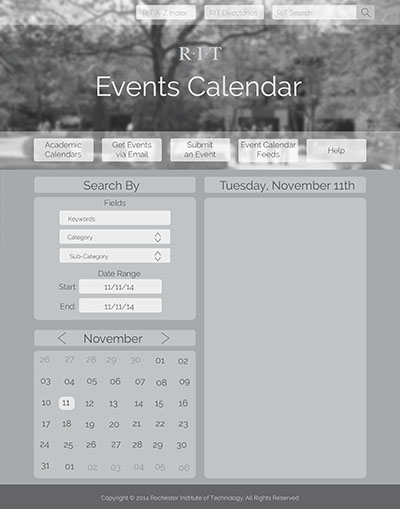 RIT A-Z Index
RIT Directories
RIT Search
R·I·T
Events Calendar
Academic
Calendars
Get Events
via Email
Submit
an Event
Event Calendar
Feeds
Help
Search By
Fields
Keywords
Category
Sub-Category
Date Range
Start: 11/11/14
End: 11/11/14
Tuesday, November 11th
November
26 27 28 29 30 01 02
03 04 05 06 07 08 09
10 11 12 13 14 15 16
17 18 19 20 21 22 23
24 25 26 27 28 29 30
31 01 02 03 04 05 06
Copyright © 2014 Rochester Institute of Technology. All Rights Reserved